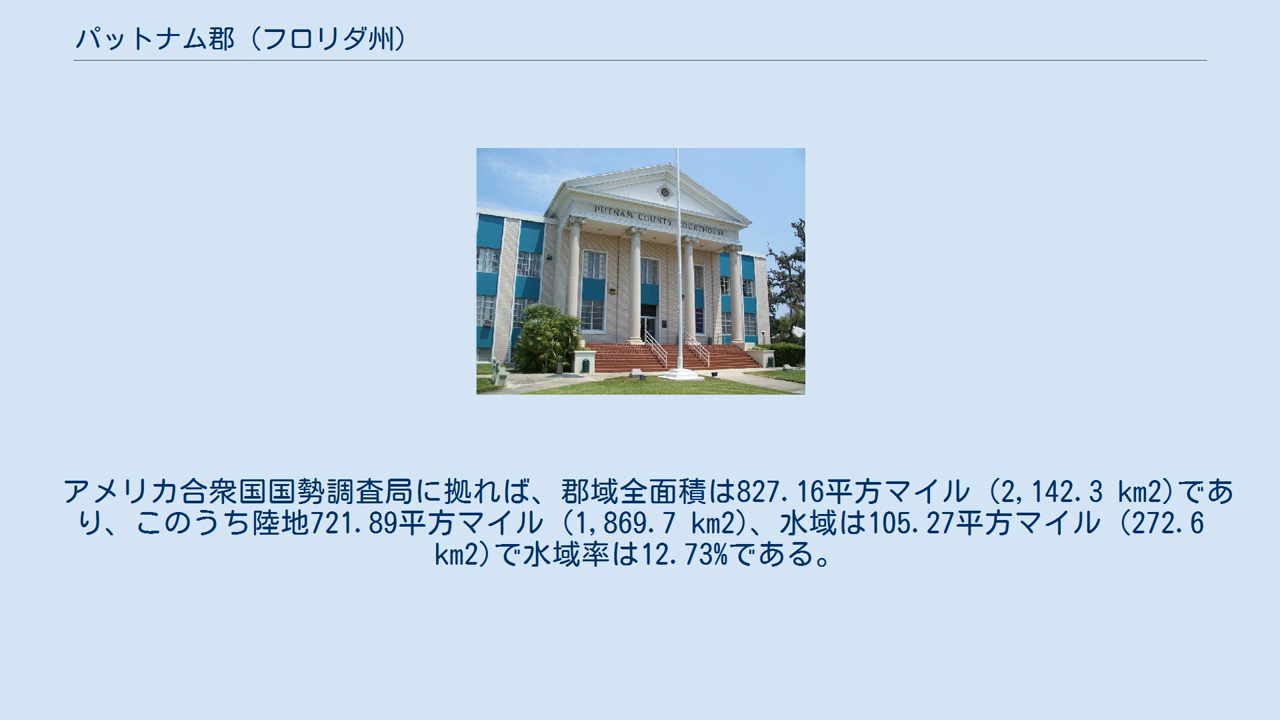 パットナム郡 (フロリダ州)
PUTNAM COUNTY COURTHOUSE
アメリカ合衆国国勢調査局に拠れば、郡域全面積は827.16平方マイル (2,142.3 km2)であ
り、このうち陸地721.89平方マイル (1,869.7 km2)、水域は105.27平方マイル (272.6
km2)で水域率は12.73%である。